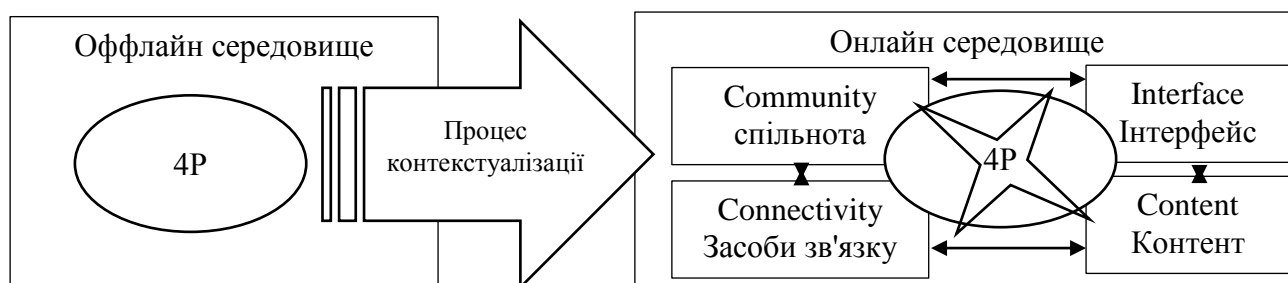 Оффлайн середовище
4P
Процес
контекстуалізації
Онлайн середовище
Community
спільнота
Interface
Інтерфейс
4P
Connectivity
Засоби зв'язку
Content
Контент